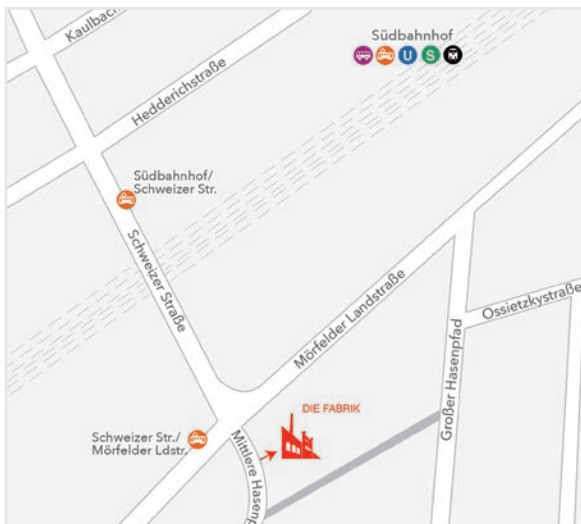 Kaulbach
Südbahnhof
U S
Hedderichstraße
Südbahnhof/
Schweizer Str.
Schweizer Straße
Mörfelder Landstraße
Ossietzkystraße
Großer Hasenpfad
DIE FABRIK
Schweizer Str./
Mörfelder Ldstr.
Mittlere Hasen